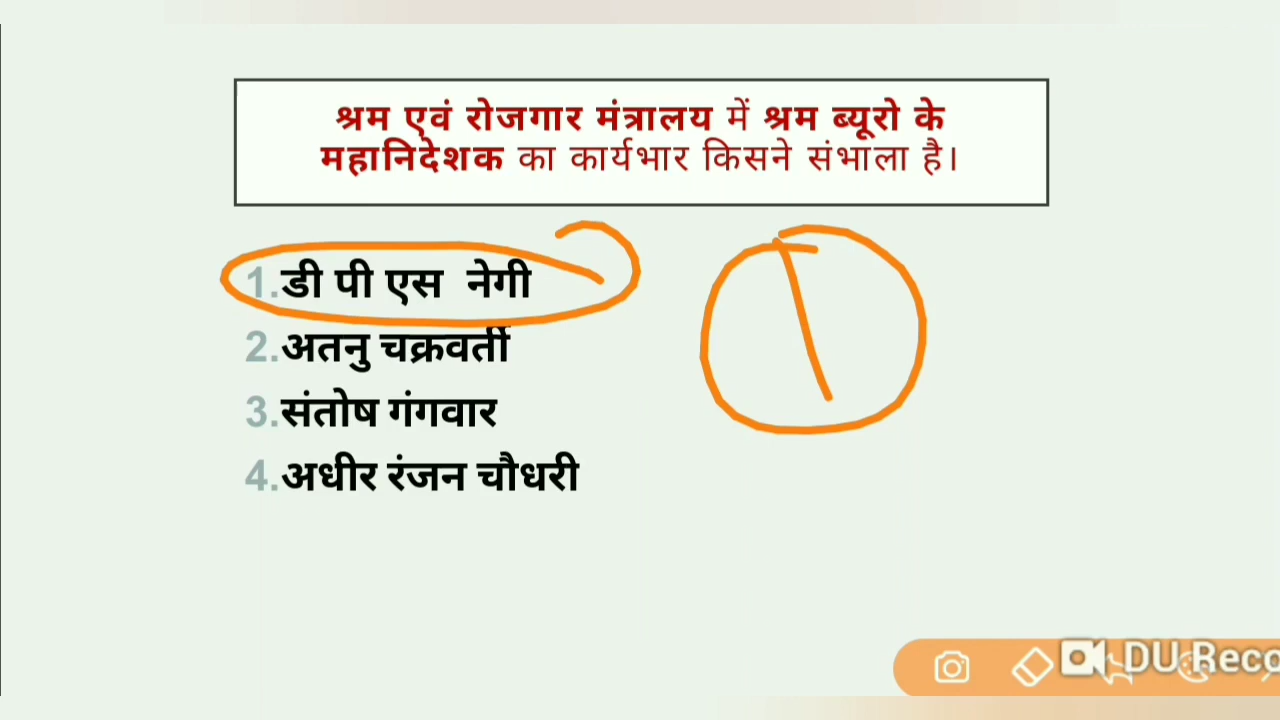 श्रम एवं रोजगार मंत्रालय में श्रम ब्यूरो के
महानिदेशक का कार्यभार किसने संभाला है।
1.डी पी एस नेगी
1
2.अतनु चक्रवर्ती
3.संतोष गंगवार
4.अधीर रंजन चौधरी
DU Reco